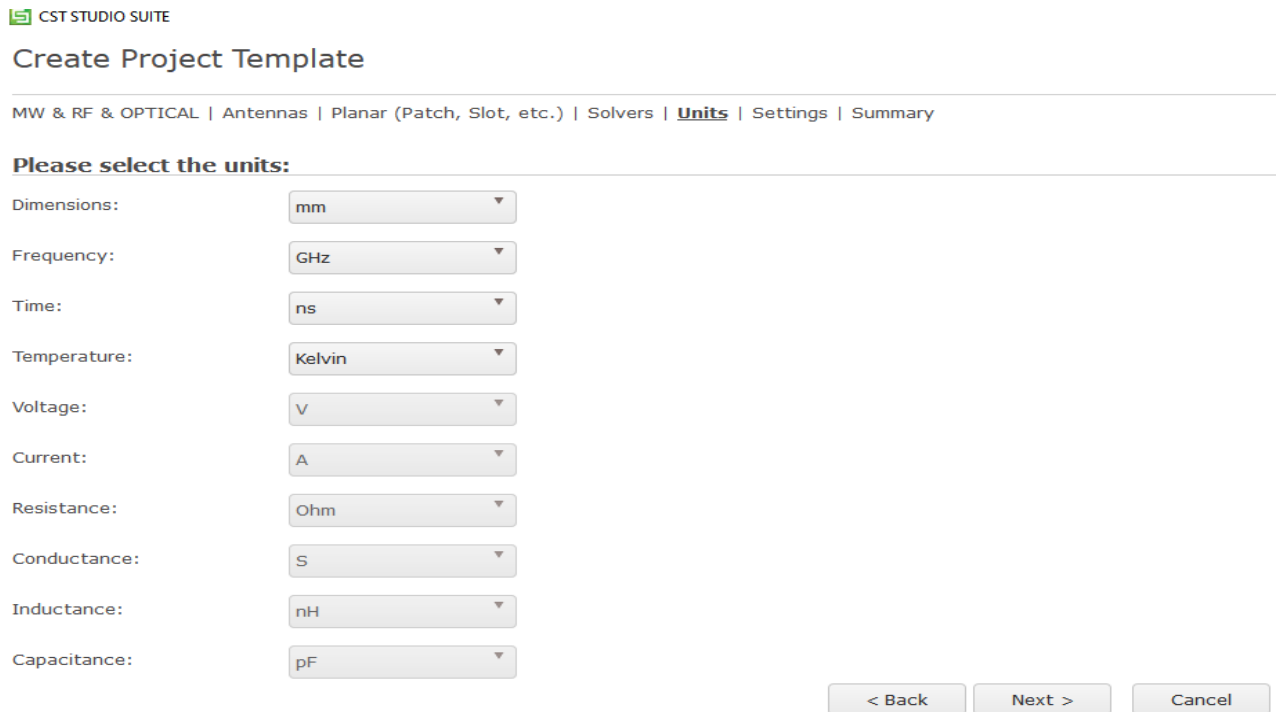 CST STUDIO SUITE
Create Project Template
MW & RF & OPTICAL | Antennas | Planar (Patch, Slot, etc.) | Solvers | Units | Settings | Summary
Please select the units:
Dimensions: mm
Frequency: GHz
Time: ns
Temperature: Kelvin
Voltage: V
Current: A
Resistance: Ohm
Conductance: S
Inductance: nH
Capacitance: pF
< Back Next > Cancel